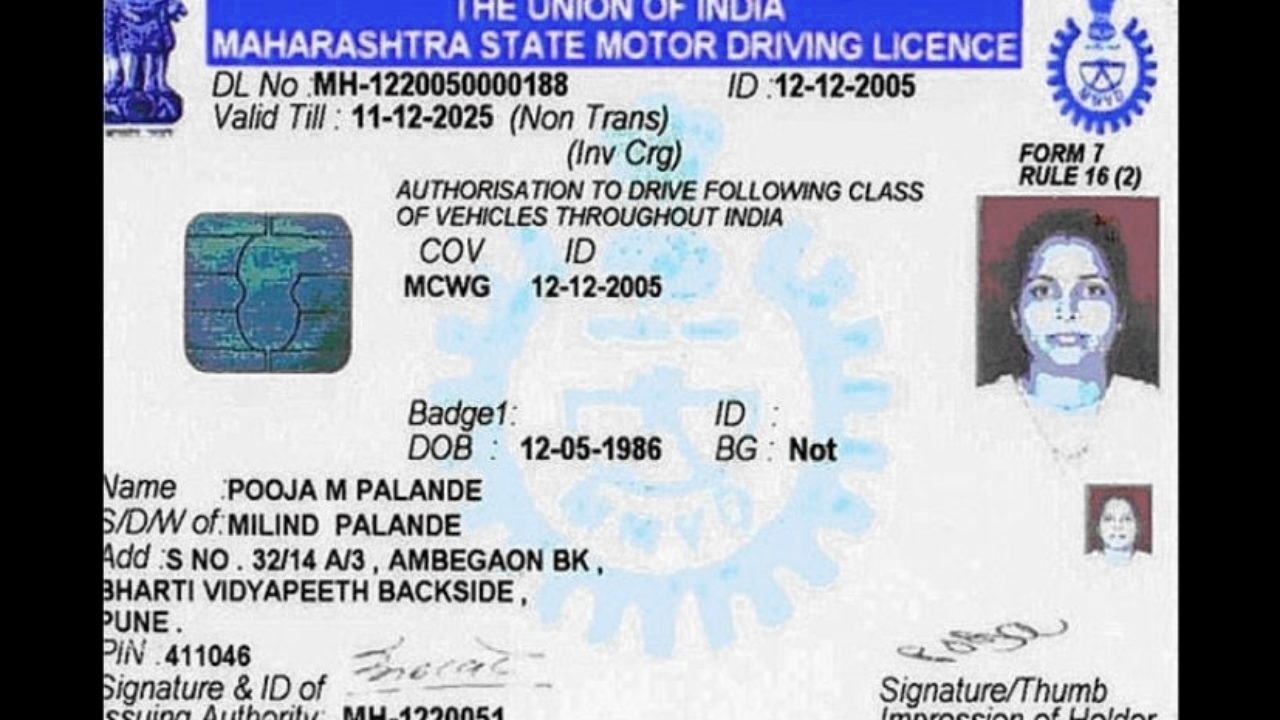 THE UNION OF INDIA
MAHARASHTRA STATE MOTOR DRIVING LICENCE
DL No :MH-1220050000188 ID :12-12-2005
Valid Till : 11-12-2025 (Non Trans)
(Inv Crg)
FORM 7
RULE 16 (2)
AUTHORISATION TO DRIVE FOLLOWING CLASS
OF VEHICLES THROUGHOUT INDIA
COV ID
MCWG 12-12-2005
Badge1: ID :
DOB : 12-05-1986 BG : Not
Name :POOJA M PALANDE
S/D/W of:MILIND PALANDE
Add :S NO . 32/14 A/3 , AMBEGAON BK ,
BHARTI VIDYAPEETH BACKSIDE ,
PUNE .
PIN :411046
Signature & ID of
Issuing Authority: MH-1220051
Signature/Thumb
Impression of Holder